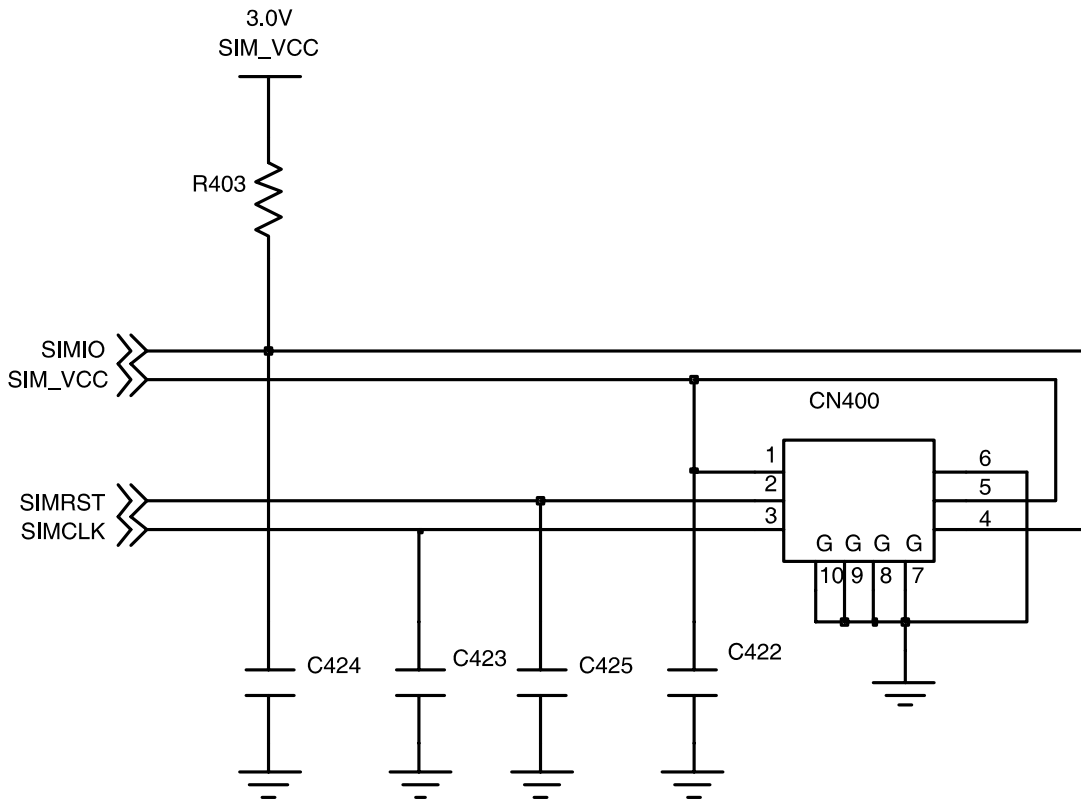 3.0V
SIM_VCC
R403
SIMIO
SIM_VCC
CN400
1
6
2
5
SIMRST
3
4
SIMCLK
G G G G
10 9 8 7
C424
C423
C425
C422